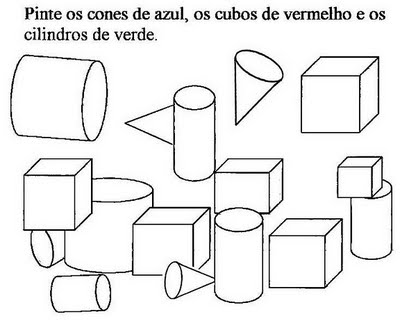 Pinte os cones de azul, os cubos de vermelho e os
cilindros de verde.